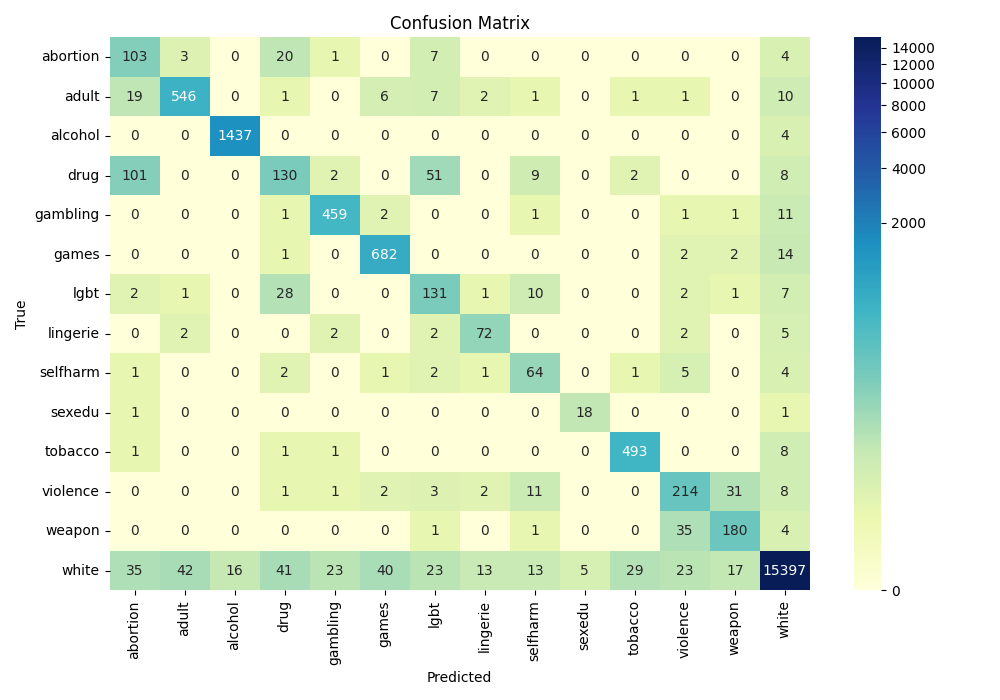 Confusion Matrix
abortion 103 3 0 20 1 0 7 0 0 0 0 0 0 4
adult 19 546 0 1 0 6 7 2 1 0 1 1 0 10
alcohol 0 0 1437 0 0 0 0 0 0 0 0 0 0 4
drug 101 0 0 130 2 0 51 0 9 0 2 0 0 8
gambling 0 0 0 1 459 2 0 0 1 0 0 1 1 11
games 0 0 0 1 0 682 0 0 0 0 0 2 2 14
lgbt 2 1 0 28 0 0 131 1 10 0 0 2 1 7
lingerie 0 2 0 0 2 0 2 72 0 0 0 2 0 5
selfharm 1 0 0 2 0 1 2 1 64 0 1 5 0 4
sexedu 1 0 0 0 0 0 0 0 0 18 0 0 0 1
tobacco 1 0 0 1 1 0 0 0 0 0 493 0 0 8
violence 0 0 0 1 1 2 3 2 11 0 0 214 31 8
weapon 0 0 0 0 0 0 1 0 1 0 0 35 180 4
white 35 42 16 41 23 40 23 13 13 5 29 23 17 15397
True
abortion adult alcohol drug gambling games lgbt lingerie selfharm sexedu tobacco violence weapon white
Predicted
14000
12000
10000
8000
6000
4000
2000
0